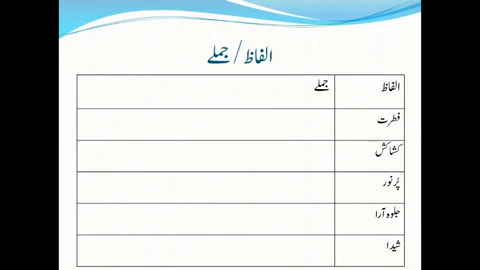 الفاظ / جملے
الفاظ جملے
فطرت
کشاکش
پُر نور
جلوہ آرا
شیدا